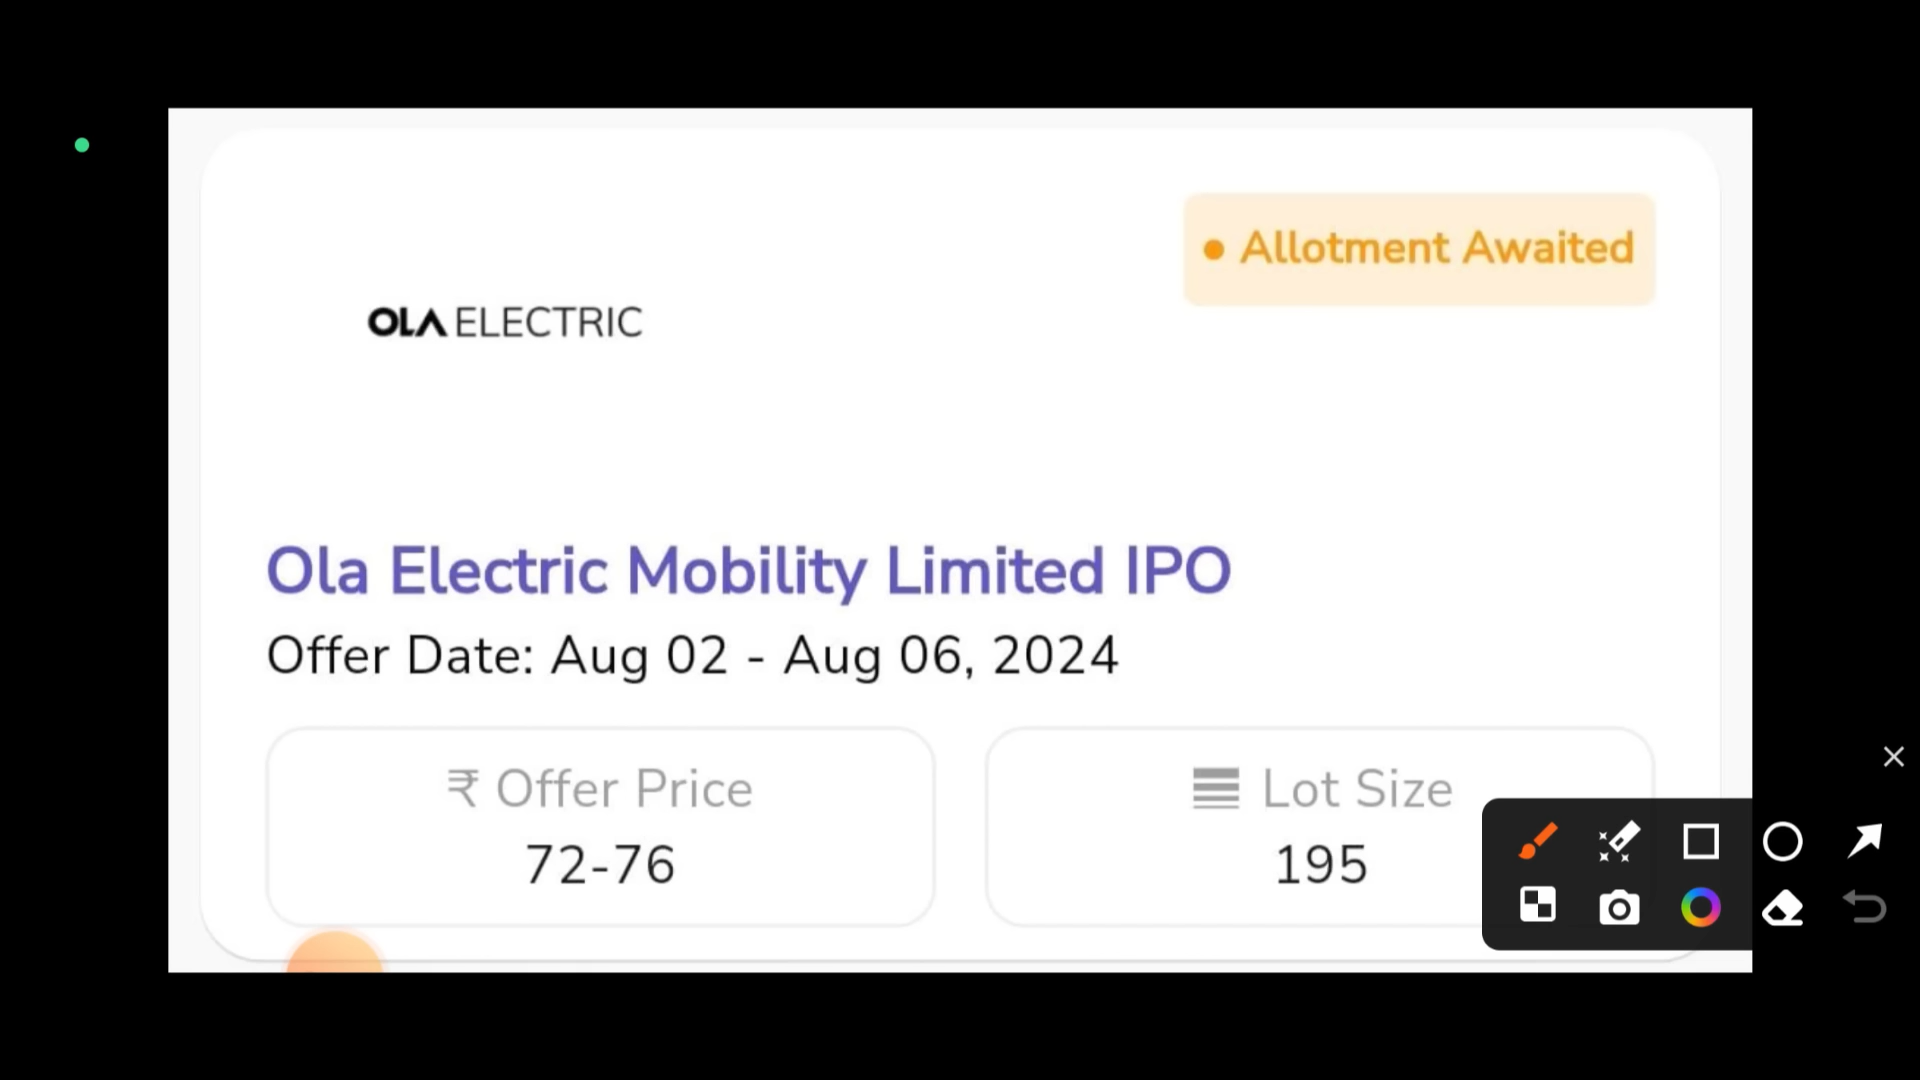 Allotment Awaited
OLA ELECTRIC
Ola Electric Mobility Limited IPO
Offer Date: Aug 02 - Aug 06, 2024
₹ Offer Price
72-76
Lot Size
195